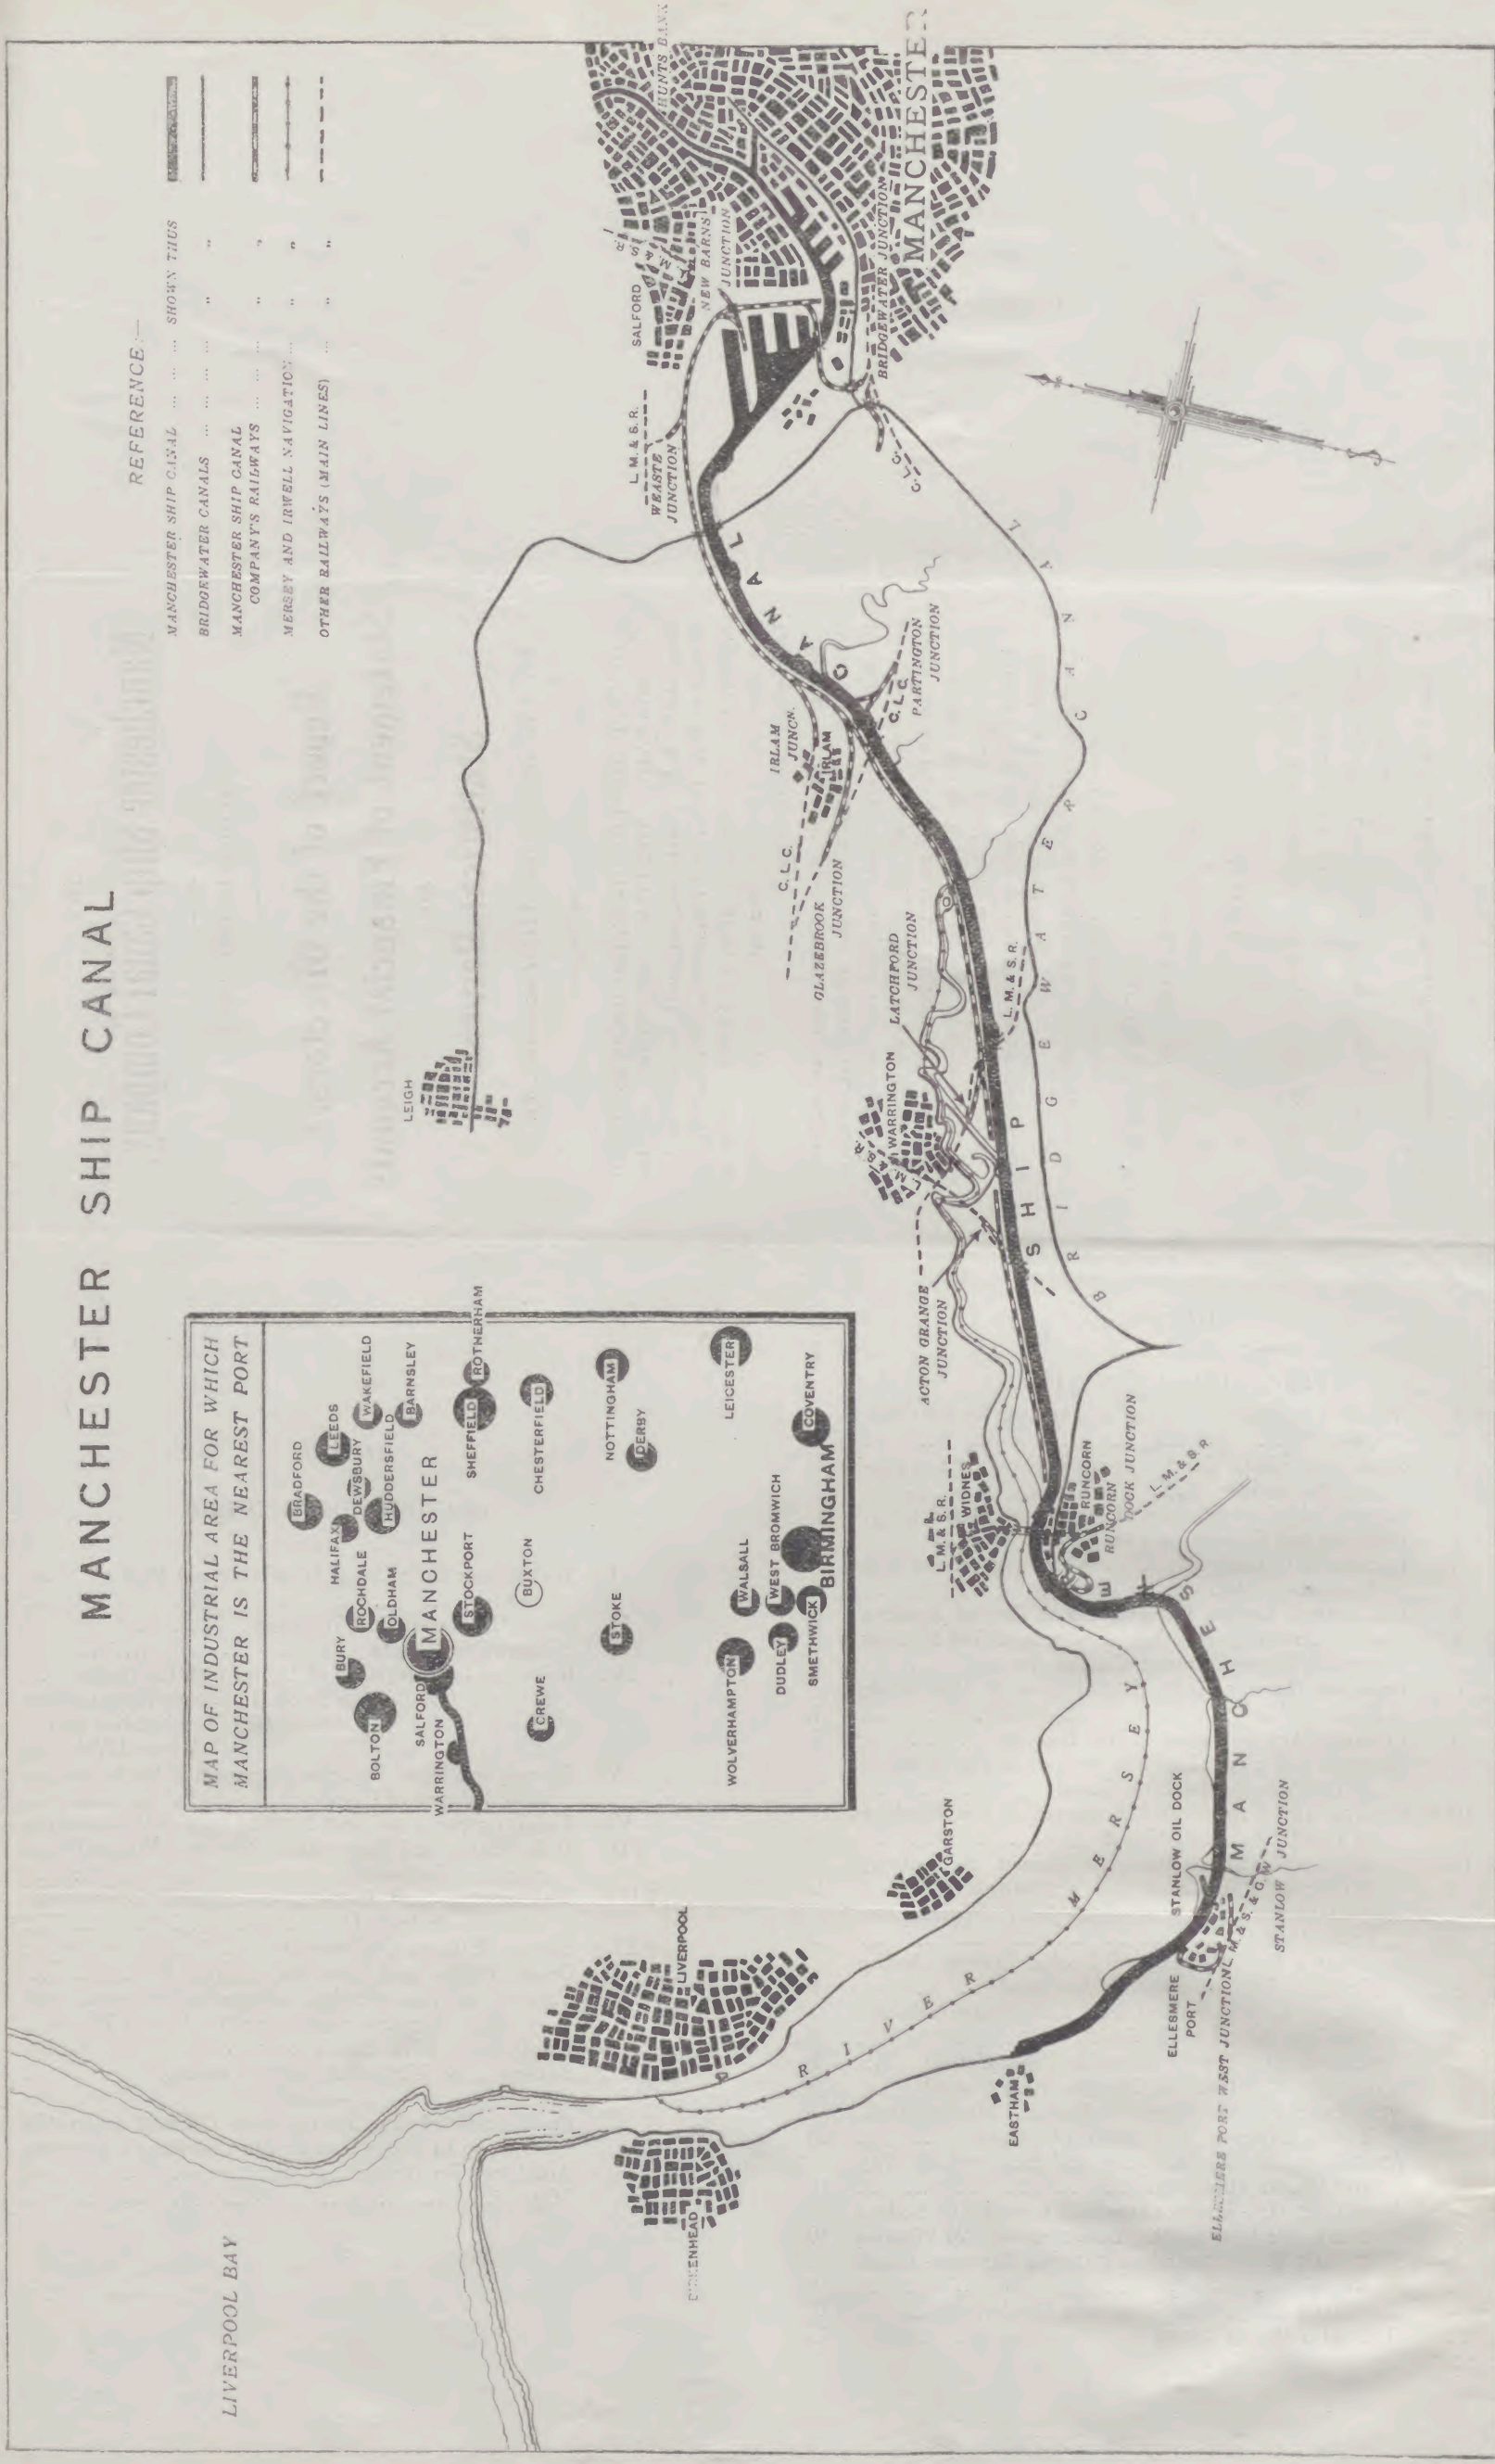 MANCHESTER SHIP CANAL
REFERENCE:—
MANCHESTER SHIP CANAL ... ... ... SHOWN THUS
BRIDGEWATER CANALS ... ... ... ... " "
MANCHESTER SHIP CANAL
COMPANY'S RAILWAYS ... ... ... " "
MERSEY AND IRWELL NAVIGATION ... " "
OTHER RAILWAYS (MAIN LINES) ... " "
MAP OF INDUSTRIAL AREA FOR WHICH
MANCHESTER IS THE NEAREST PORT
BRADFORD
LEEDS
HALIFAX
DEWSBURY
WAKEFIELD
BURY
ROCHDALE
HUDDERSFIELD
BOLTON
OLDHAM
BARNSLEY
SALFORD
MANCHESTER
WARRINGTON
STOCKPORT
SHEFFIELD
ROTHERHAM
CREWE
BUXTON
CHESTERFIELD
STOKE
NOTTINGHAM
DERBY
WOLVERHAMPTON
WALSALL
LEICESTER
DUDLEY
WEST BROMWICH
SMETHWICK
BIRMINGHAM
COVENTRY
LIVERPOOL BAY
LIVERPOOL
BIRKENHEAD
GARSTON
EASTHAM
RIVER MERSEY
ELLESMERE
PORT
STANLOW OIL DOCK
ELLESMERE PORT WEST JUNCTION
L. M. & S. & G. W.
STANLOW JUNCTION
L. M. & S. R.
WIDNES
RUNCORN
RUNCORN
DOCK JUNCTION
L. M. & S. R
MANCHESTER SHIP CANAL
BRIDGEWATER CANAL
ACTON GRANGE
JUNCTION
L. M. & S. R.
WARRINGTON
LATCHFORD
JUNCTION
L. M. & S. R.
LEIGH
GLAZEBROOK
JUNCTION
C. L. C.
IRLAM
JUNCN.
IRLAM
C. L. C.
PARTINGTON
JUNCTION
L. M. & S. R.
WEASTE
JUNCTION
C. L. C.
SALFORD
L. M. & S. R.
NEW BARNS
JUNCTION
HUNTS BANK
BRIDGEWATER JUNCTION
MANCHESTER
S